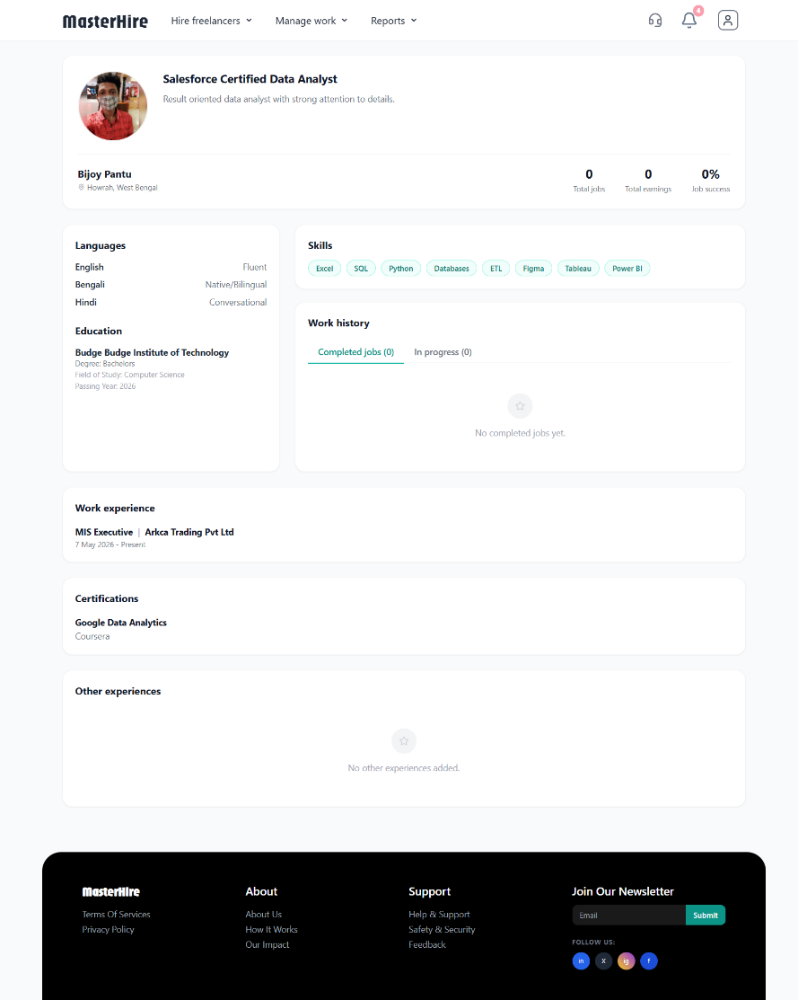 MasterHire Hire freelancers Manage work Reports 4
Salesforce Certified Data Analyst
Result oriented data analyst with strong attention to details.
Bijoy Pantu
Howrah, West Bengal
0 0 0%
Total jobs Total earnings Job success
Languages
English Fluent
Bengali Native/Bilingual
Hindi Conversational
Education
Budge Budge Institute of Technology
Degree: Bachelors
Field of Study: Computer Science
Passing Year: 2026
Skills
Excel SQL Python Databases ETL Figma Tableau Power BI
Work history
Completed jobs (0) In progress (0)
No completed jobs yet.
Work experience
MIS Executive | Arkca Trading Pvt Ltd
7 May 2026 - Present
Certifications
Google Data Analytics
Coursera
Other experiences
No other experiences added.
MasterHire
Terms Of Services
Privacy Policy
About
About Us
How It Works
Our Impact
Support
Help & Support
Safety & Security
Feedback
Join Our Newsletter
Email Submit
FOLLOW US:
in X ig f